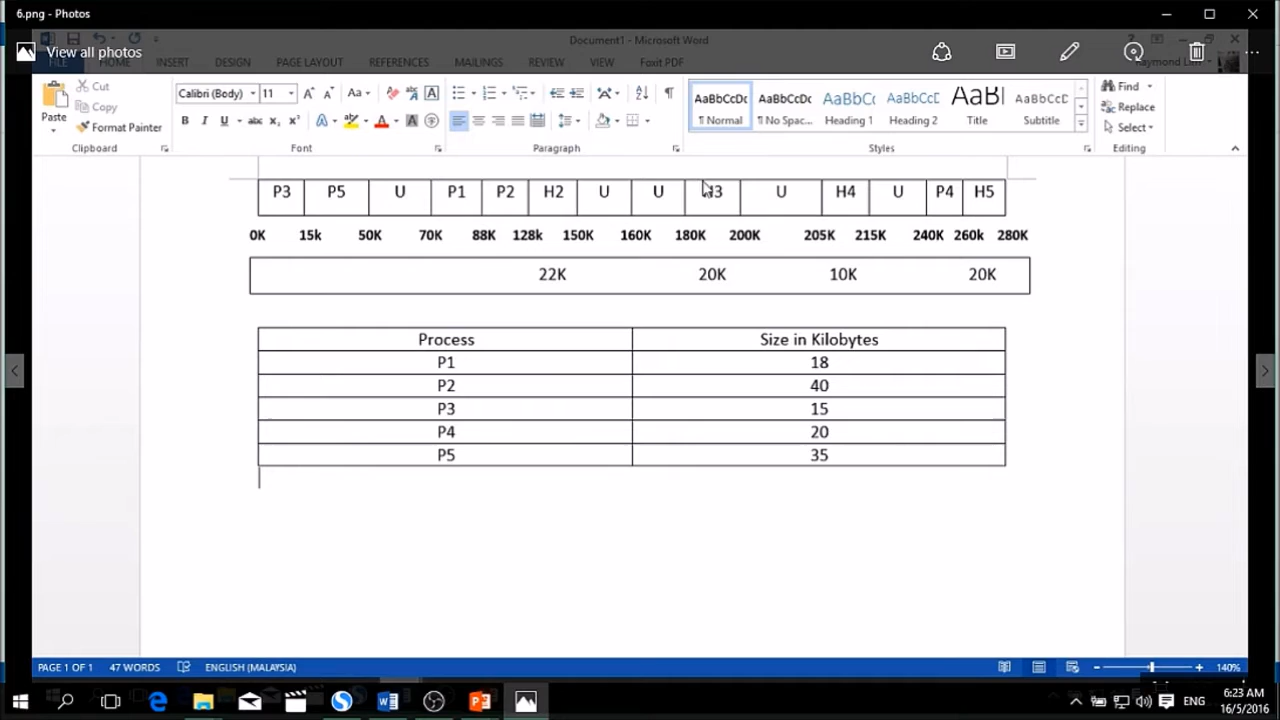 6.png - Photos
View all photos
Document1 - Microsoft Word
FILE HOME INSERT DESIGN PAGE LAYOUT REFERENCES MAILINGS REVIEW VIEW Foxit PDF
Cut
Copy
Paste
Format Painter
Calibri (Body) 11
AaBbCcDc AaBbCcDc AaBbCc AaBbCcD AaBI AaBbCcD
¶ Normal ¶ No Spac... Heading 1 Heading 2 Title Subtitle
Find
Replace
Select
Clipboard Font Paragraph Styles Editing
P3 P5 U P1 P2 H2 U U U H4 U P4 H5
0K 15k 50K 70K 88K 128k 150K 160K 180K 200K 205K 215K 240K 260k 280K
22K 20K 10K 20K
Process Size in Kilobytes
P1 18
P2 40
P3 15
P4 20
P5 35
PAGE 1 OF 1 47 WORDS ENGLISH (MALAYSIA) 140%
ENG
6:23 AM
16/5/2016